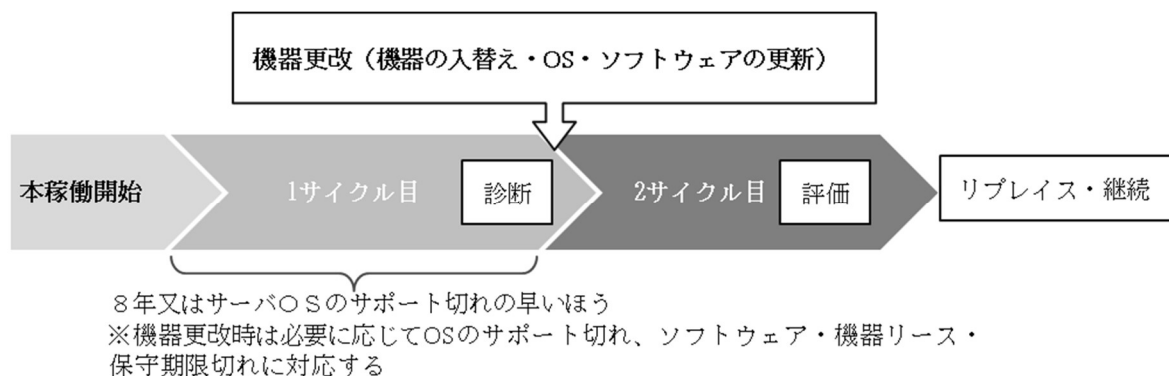 機器更改（機器の入替え・OS・ソフトウェアの更新）
本稼働開始
1サイクル目
診断
2サイクル目
評価
リプレイス・継続
８年又はサーバＯＳのサポート切れの早いほう
※機器更改時は必要に応じてOSのサポート切れ、ソフトウェア・機器リース・
保守期限切れに対応する